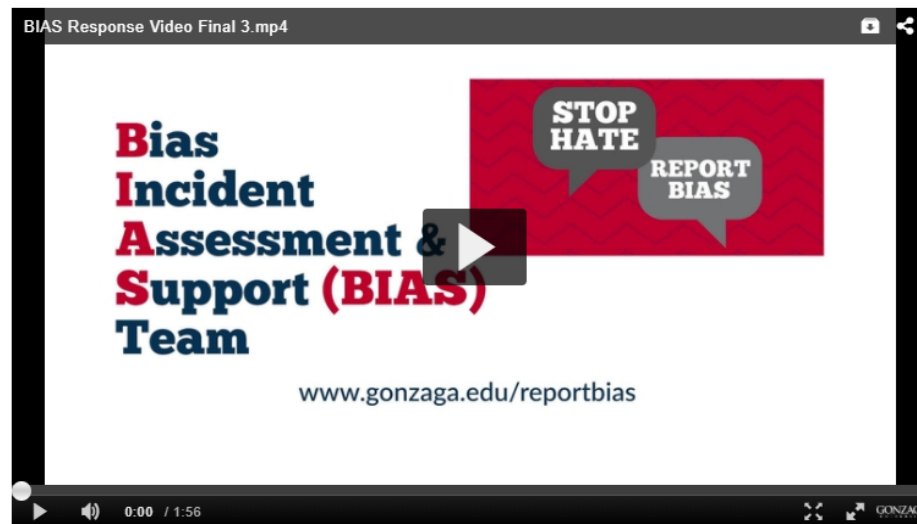 BIAS Response Video Final 3.mp4
Bias
Incident
Assessment &
Support (BIAS)
Team
STOP
HATE
REPORT
BIAS
www.gonzaga.edu/reportbias
0:00 / 1:56